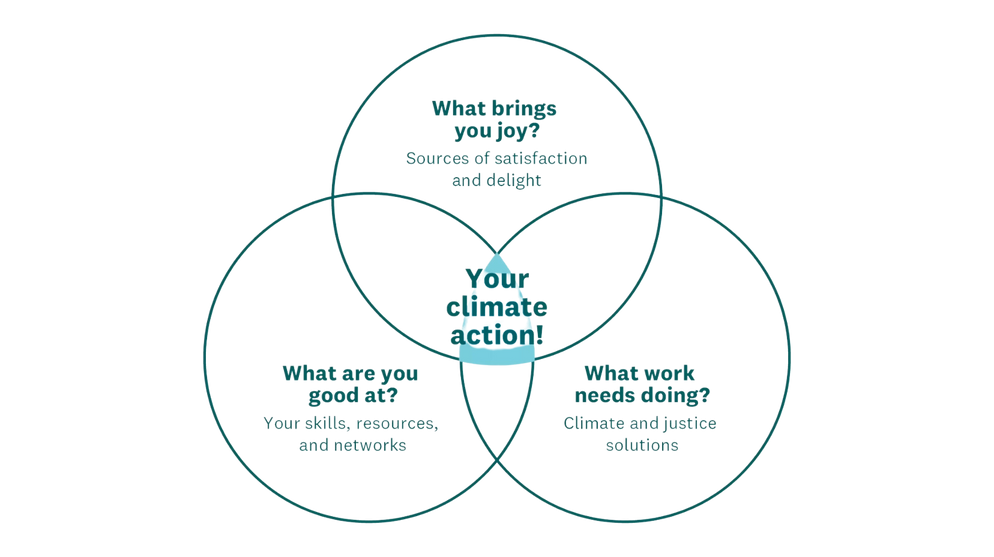 What brings
you joy?
Sources of satisfaction
and delight
Your
climate
action!
What are you
good at?
Your skills, resources,
and networks
What work
needs doing?
Climate and justice
solutions